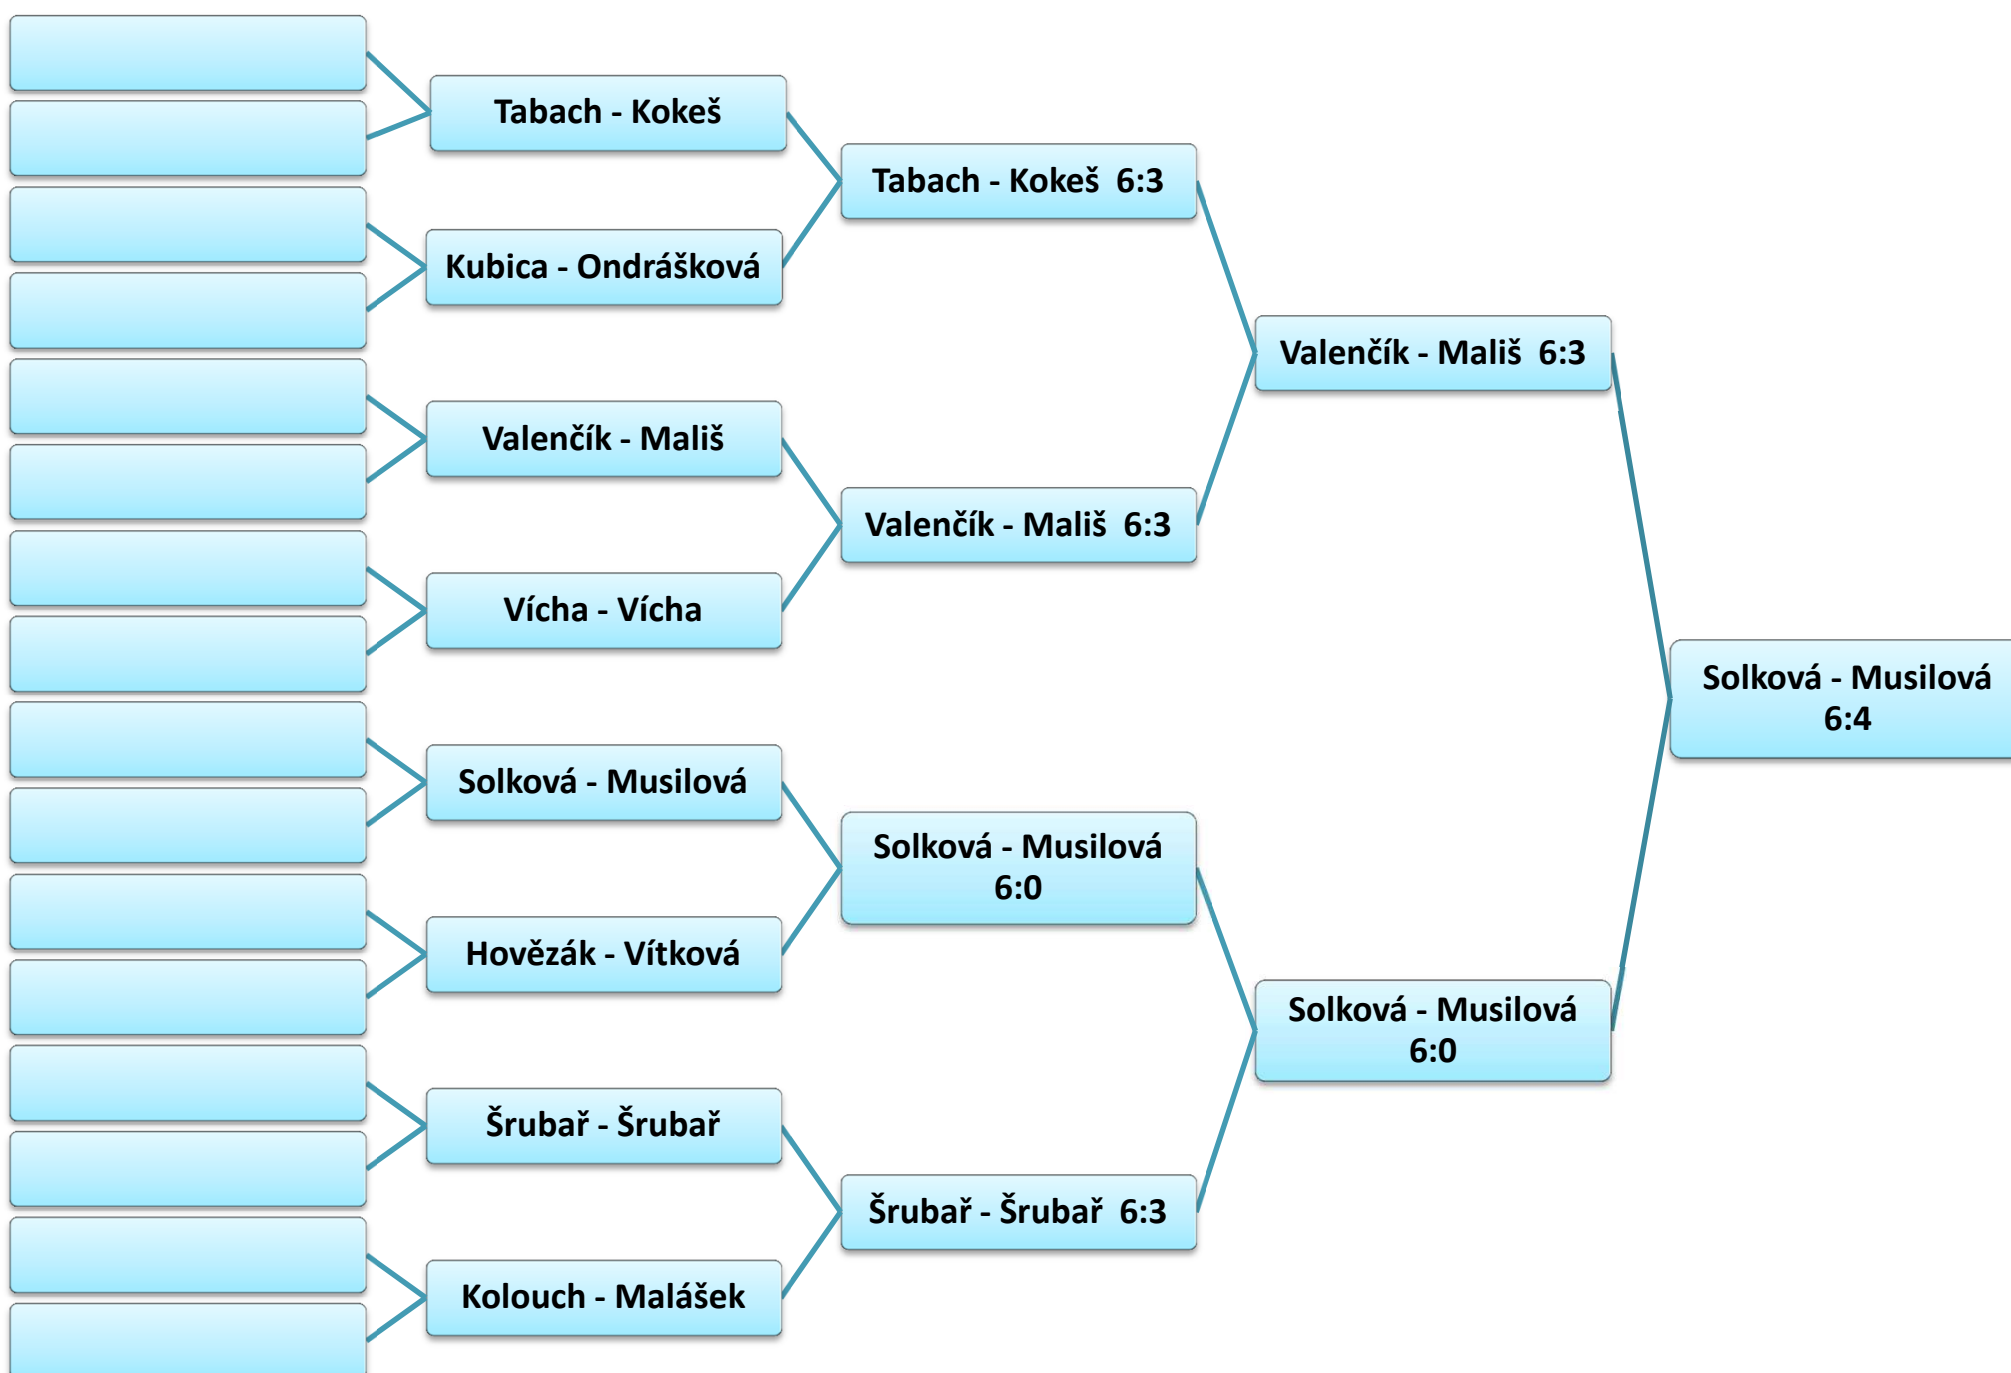 Tabach - Kokeš
Kubica - Ondrášková
Valenčík - Mališ
Vícha - Vícha
Solková - Musilová
Hovězák - Vítková
Šrubař - Šrubař
Kolouch - Malášek
Tabach - Kokeš 6:3
Valenčík - Mališ 6:3
Solková - Musilová
6:0
Šrubař - Šrubař 6:3
Valenčík - Mališ 6:3
Solková - Musilová
6:0
Solková - Musilová
6:4